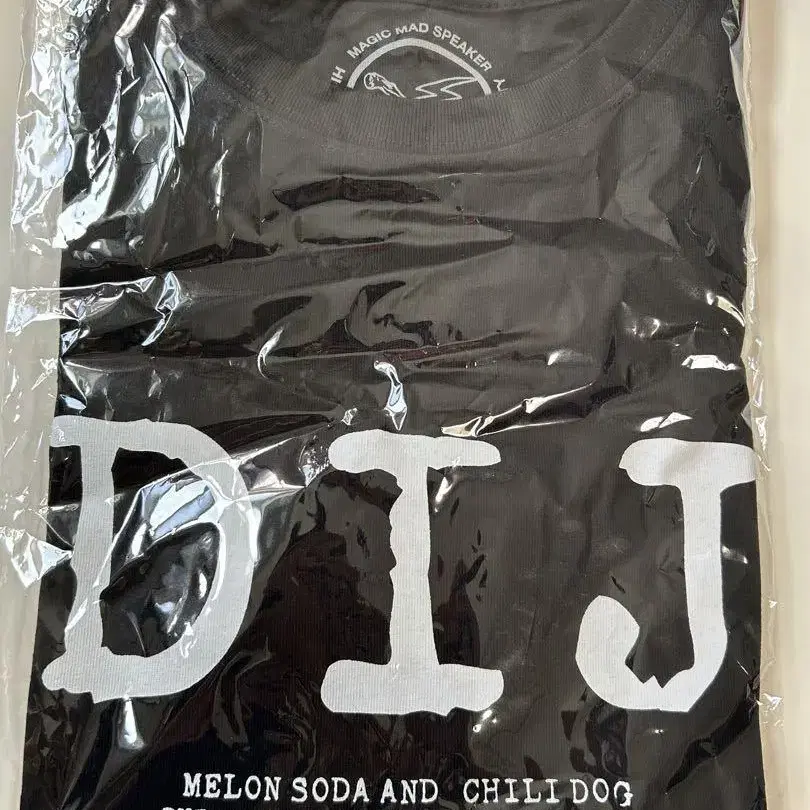 MAGIC MAD SPEAKER
DIJ
MELON SODA AND CHILI DOG